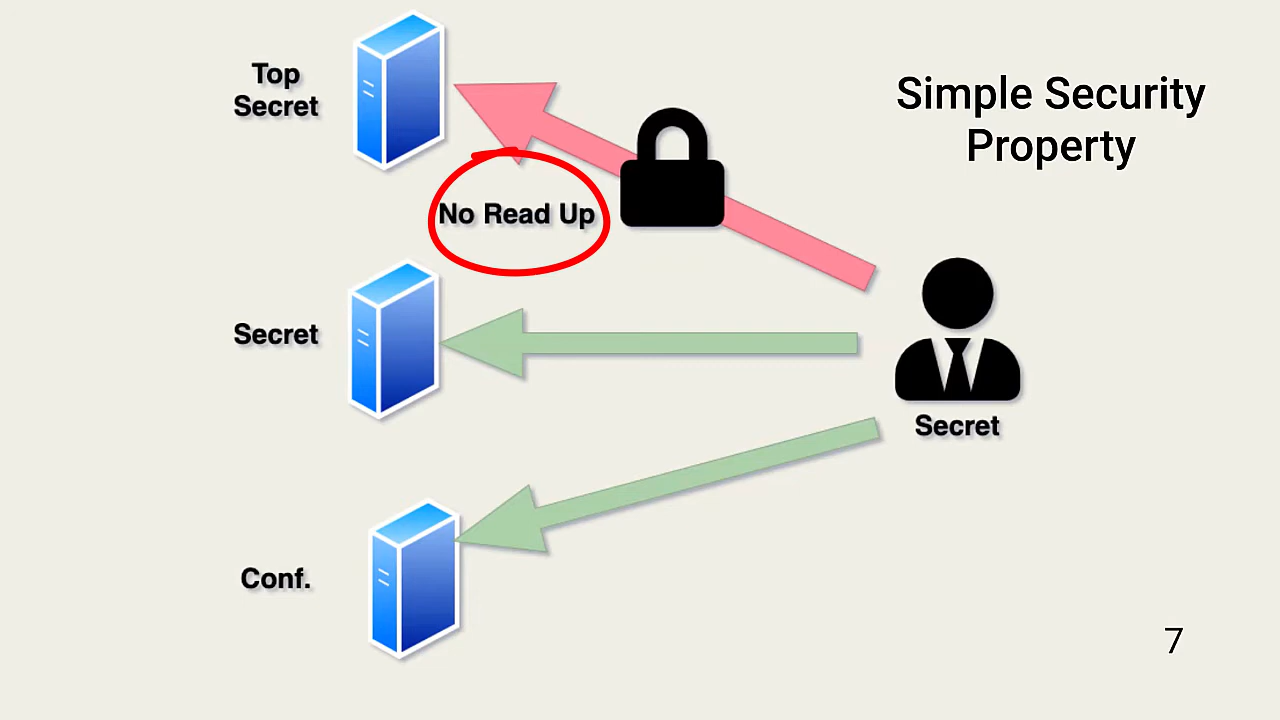 Top
Secret
Simple Security
Property
No Read Up
Secret
Secret
Conf.
7